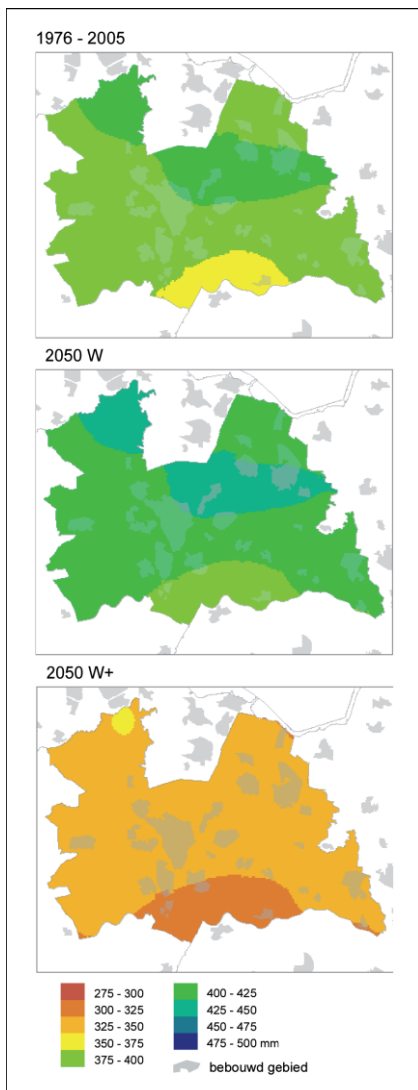 1976 - 2005
2050 W
2050 W+
275 - 300
300 - 325
325 - 350
350 - 375
375 - 400
400 - 425
425 - 450
450 - 475
475 - 500 mm
bebouwd gebied